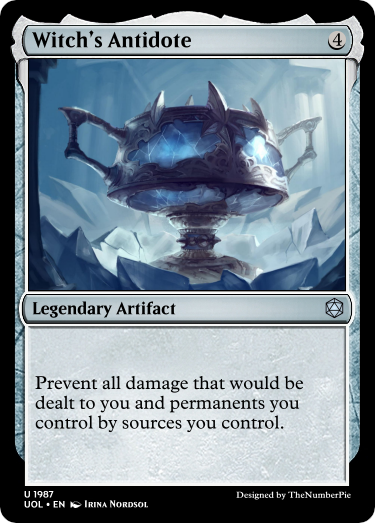 Witch's Antidote
4
Legendary Artifact
Prevent all damage that would be
dealt to you and permanents you
control by sources you control.
U 1987
UOL • EN Irina Nordsol
Designed by TheNumberPie